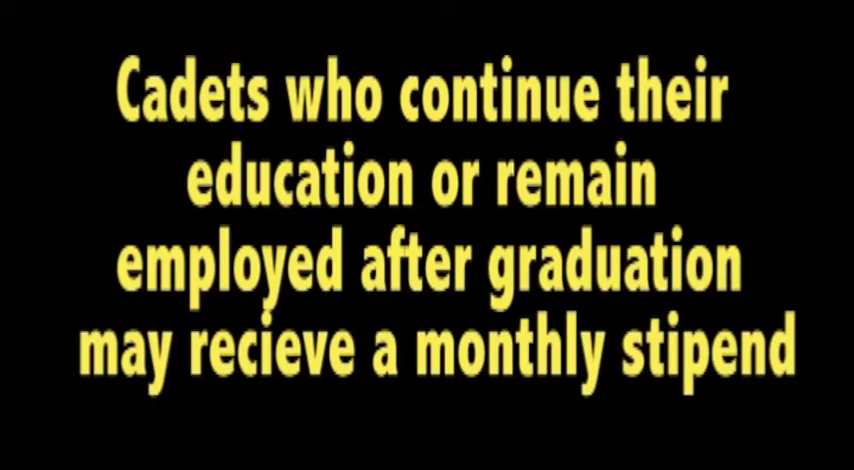 Cadets who continue their
education or remain
employed after graduation
may recieve a monthly stipend